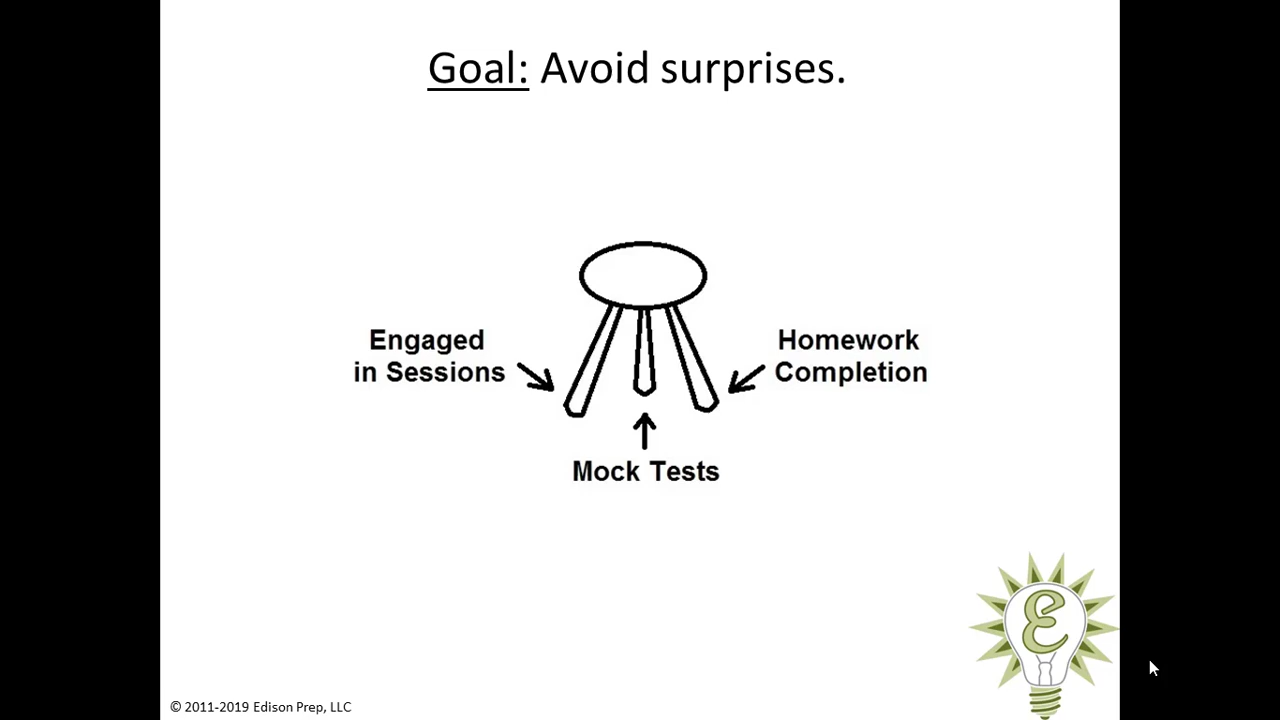 Goal: Avoid surprises.
Engaged
in Sessions
Homework
Completion
Mock Tests
E
© 2011-2019 Edison Prep, LLC